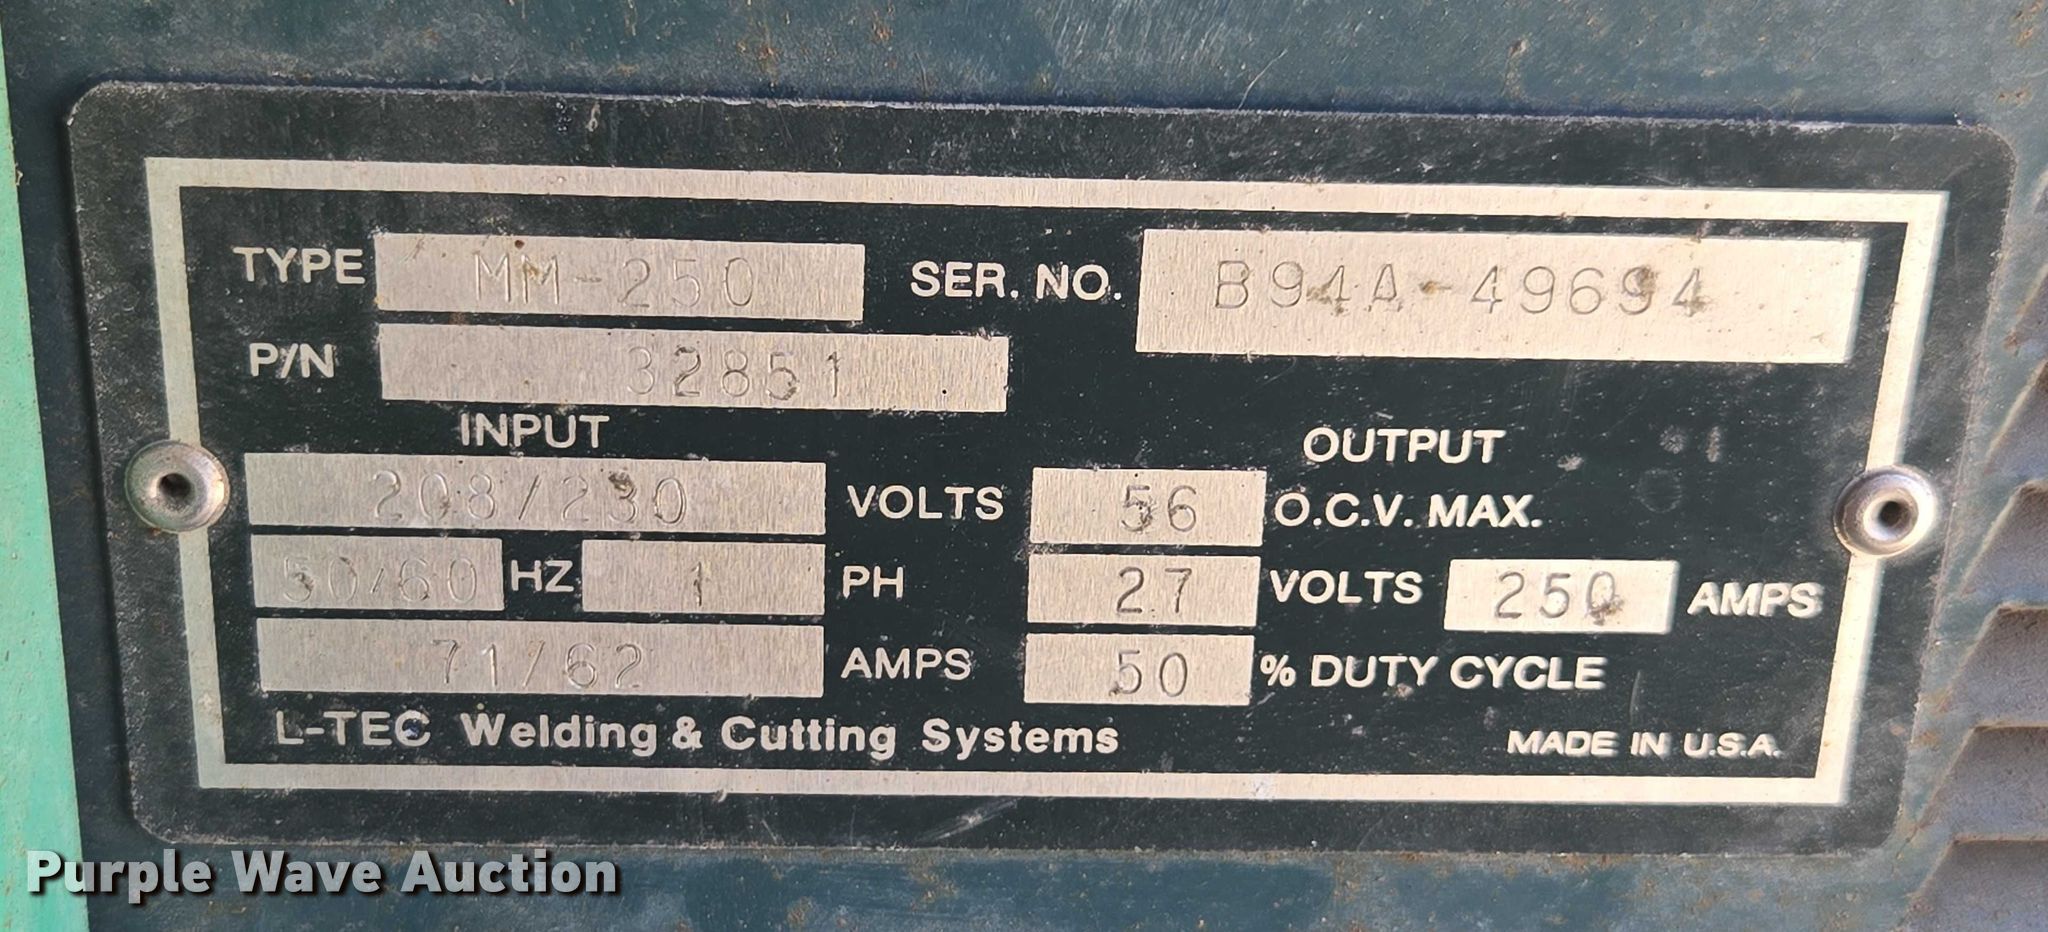 TYPE MM-250 SER. NO. B94A-49694
P/N 32851
INPUT OUTPUT
208/230 VOLTS 56 O.C.V. MAX.
50/60 HZ 1 PH 27 VOLTS 250 AMPS
71/62 AMPS 50 % DUTY CYCLE
L-TEC Welding & Cutting Systems MADE IN U.S.A.
Purple Wave Auction